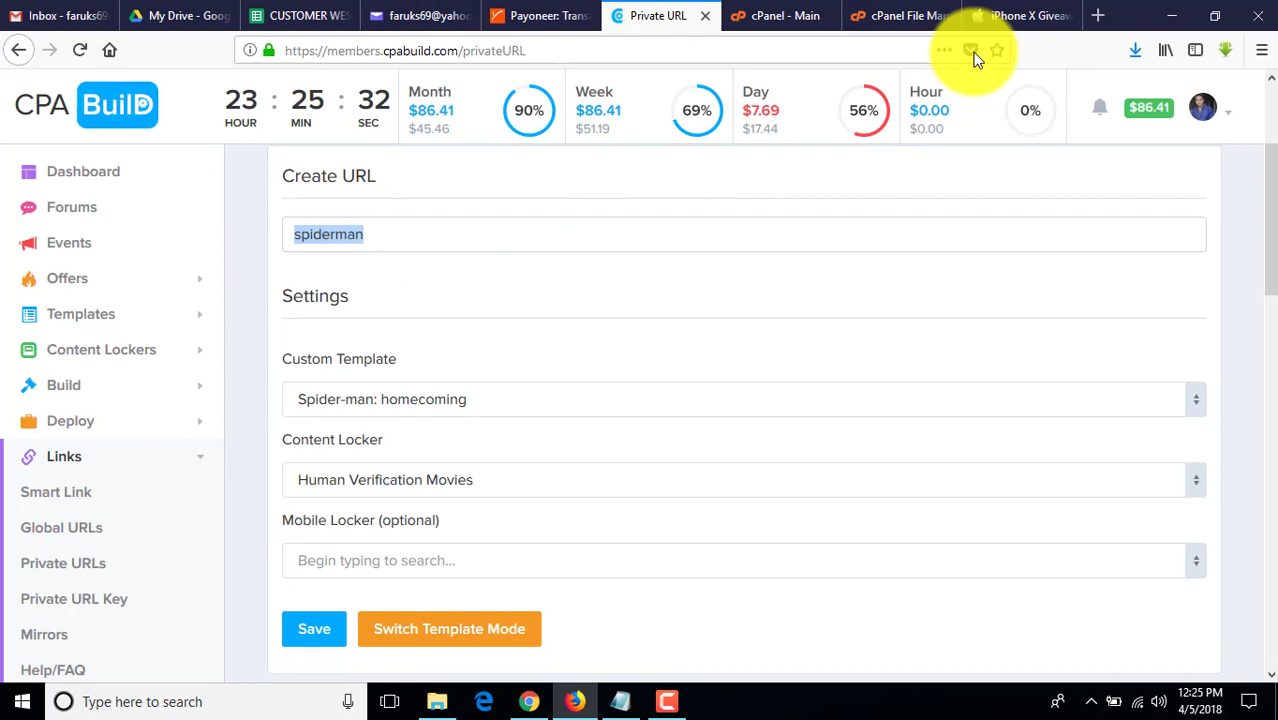 Inbox - faruks69
My Drive - Goog
CUSTOMER WES
faruks69@yahoo
Payoneer: Trans
Private URL
cPanel - Main
cPanel File Man
iPhone X Giveaw
https://members.cpabuild.com/privateURL
CPA BuilD
23 : 25 : 32
HOUR MIN SEC
Month
$86.41
$45.46
90%
Week
$86.41
$51.19
69%
Day
$7.69
$17.44
56%
Hour
$0.00
$0.00
0%
$86.41
Dashboard
Forums
Events
Offers
Templates
Content Lockers
Build
Deploy
Links
Smart Link
Global URLs
Private URLs
Private URL Key
Mirrors
Help/FAQ
Create URL
spiderman
Settings
Custom Template
Spider-man: homecoming
Content Locker
Human Verification Movies
Mobile Locker (optional)
Begin typing to search...
Save
Switch Template Mode
Type here to search
12:25 PM
4/5/2018